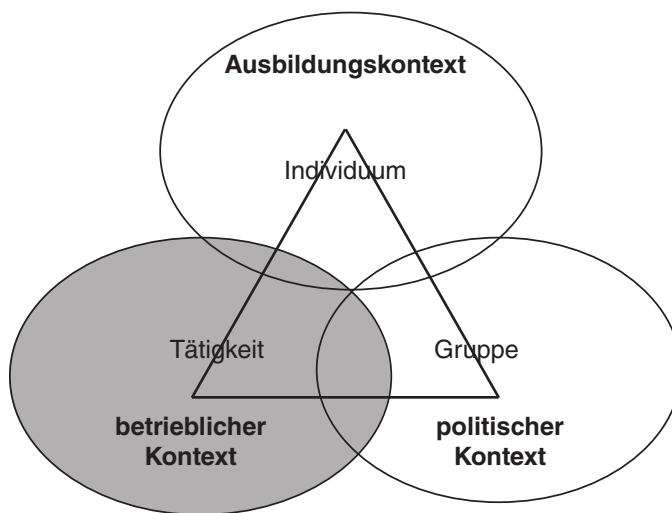 Ausbildungskontext
Individuum
Tätigkeit
Gruppe
betrieblicher
Kontext
politischer
Kontext